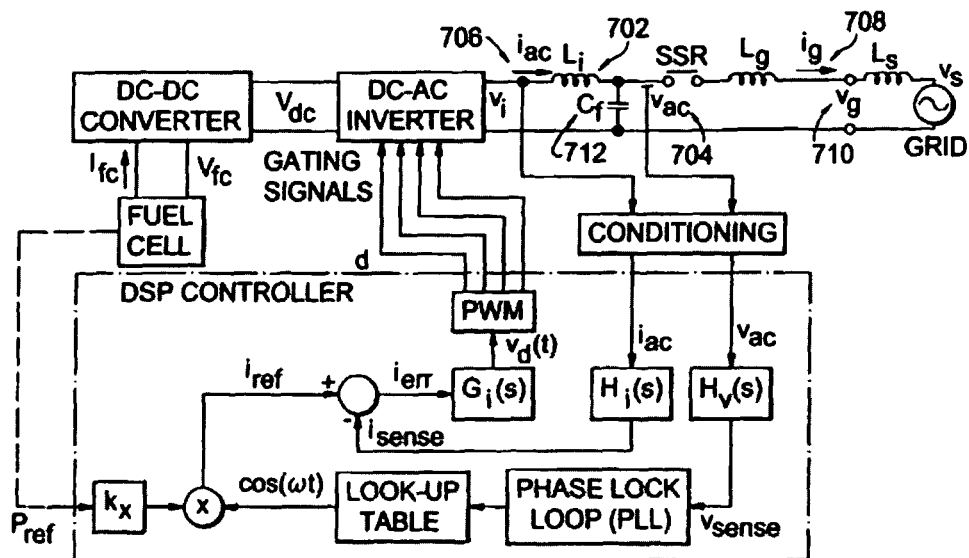 706
i_ac
702
L_i
SSR
L_g
708
i_g
L_s
v_s
DC-DC
CONVERTER
V_dc
DC-AC
INVERTER
v_i
C_f
v_ac
712
704
v_g
710
GRID
I_fc
V_fc
GATING
SIGNALS
FUEL
CELL
CONDITIONING
d
DSP CONTROLLER
PWM
v_d(t)
i_ac
v_ac
i_ref
+
i_err
G_i(s)
H_i(s)
H_v(s)
-
i_sense
cos(ωt)
LOOK-UP
TABLE
PHASE LOCK
LOOP (PLL)
v_sense
P_ref
k_x
x